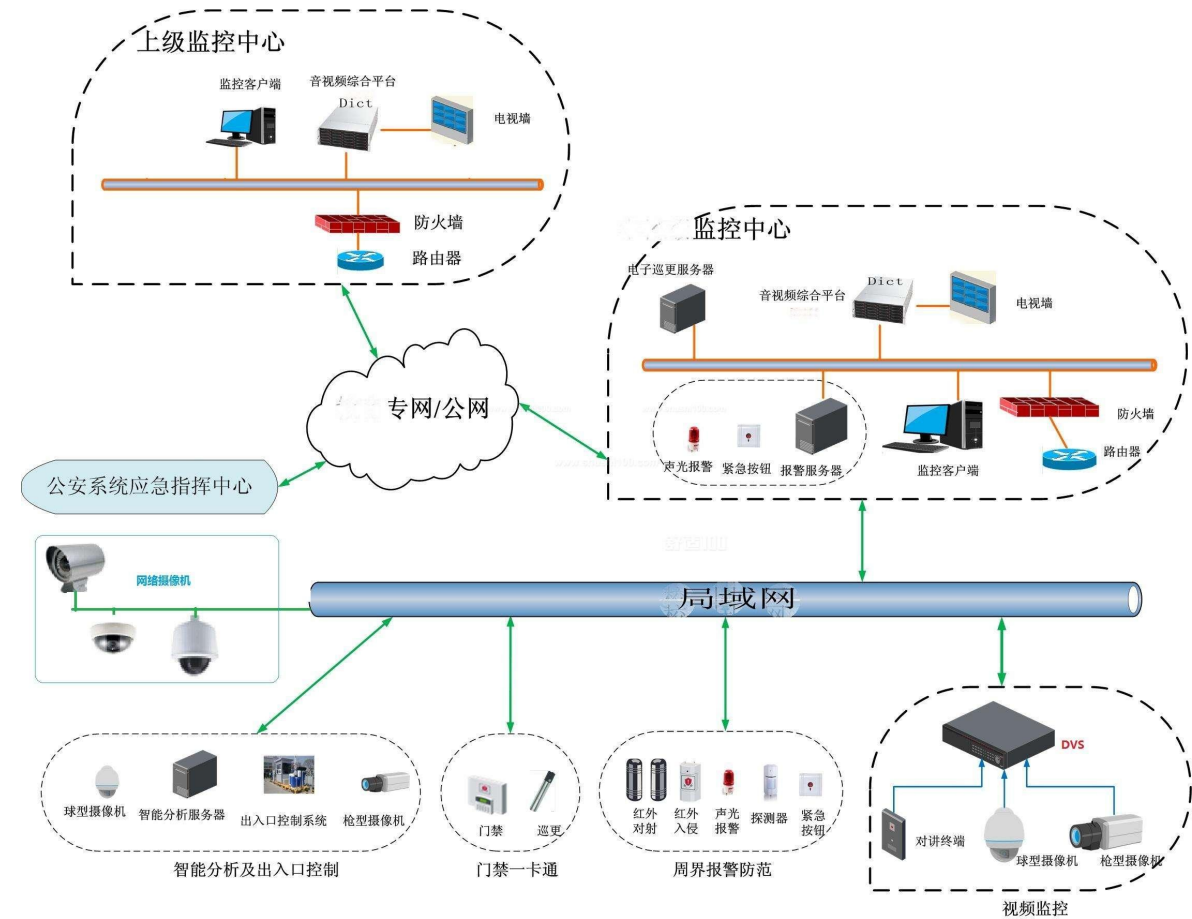 上级监控中心
监控客户端
音视频综合平台
Dict
电视墙
防火墙
路由器
监控中心
电子巡更服务器
音视频综合平台
Dict
电视墙
专网/公网
声光报警
紧急按钮
报警服务器
监控客户端
防火墙
路由器
公安系统应急指挥中心
网络摄像机
局域网
球型摄像机
智能分析服务器
出入口控制系统
枪型摄像机
智能分析及出入口控制
门禁
巡更
门禁一卡通
红外
对射
红外
入侵
声光
报警
探测器
紧急
按钮
周界报警防范
DVS
对讲终端
球型摄像机
枪型摄像机
视频监控